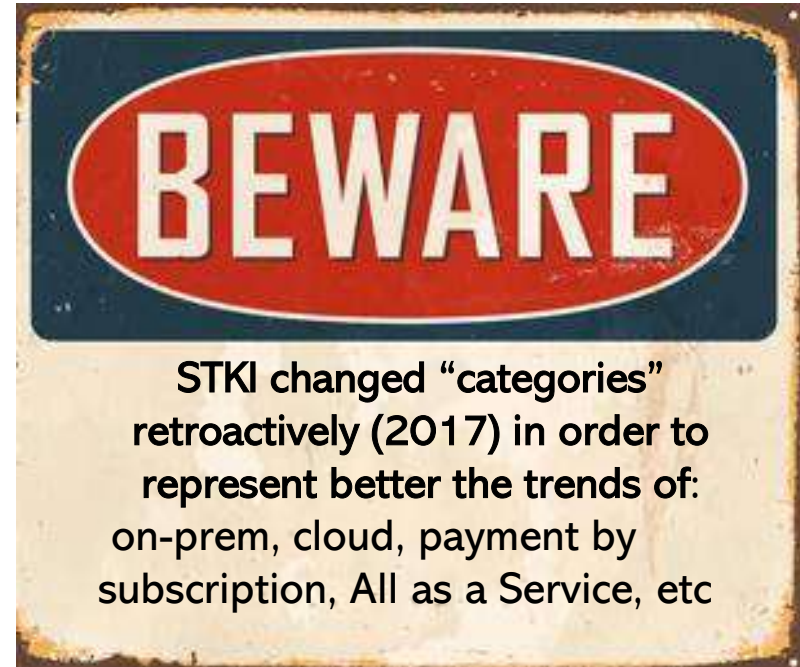 BEWARE
STKI changed “categories”
retroactively (2017) in order to
represent better the trends of:
on-prem, cloud, payment by
subscription, All as a Service, etc